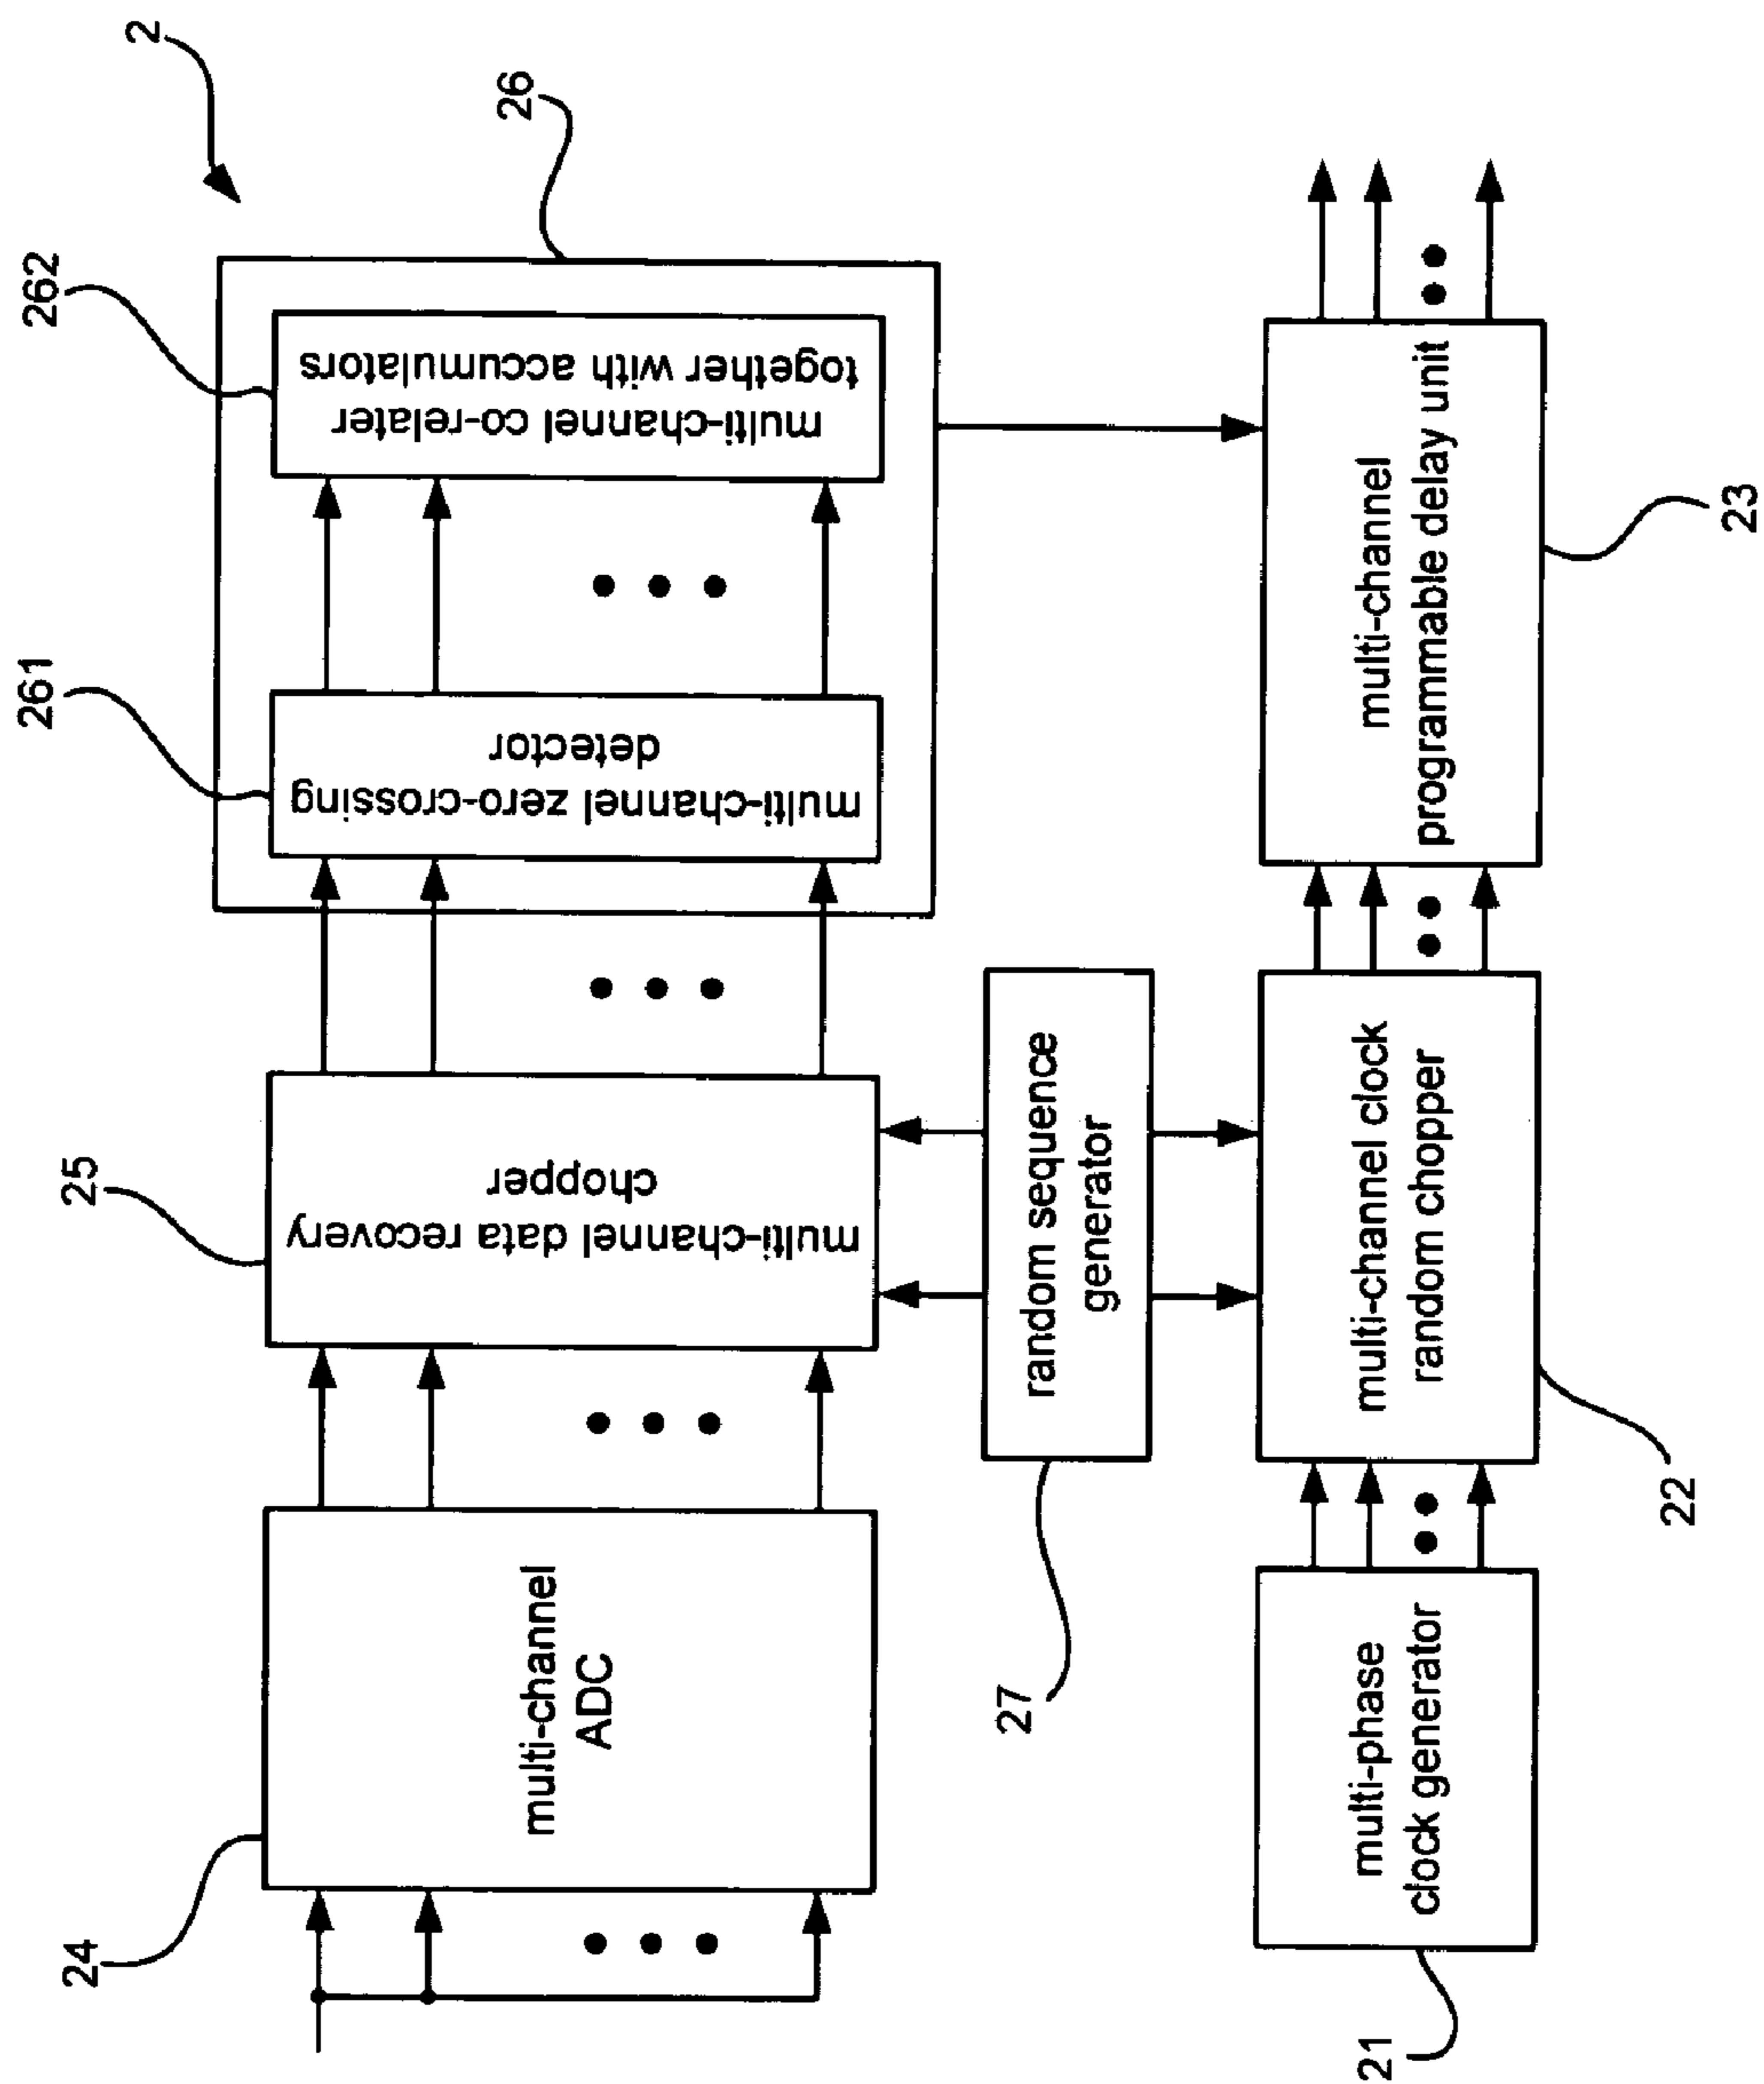 2
26
262
261
25
24
multi-channel co-relater
together with accumulators
multi-channel zero-crossing
detector
multi-channel data recovery
chopper
multi-channel
ADC
random sequence
generator
27
multi-phase
clock generator
21
multi-channel clock
random chopper
22
multi-channel
programmable delay unit
23